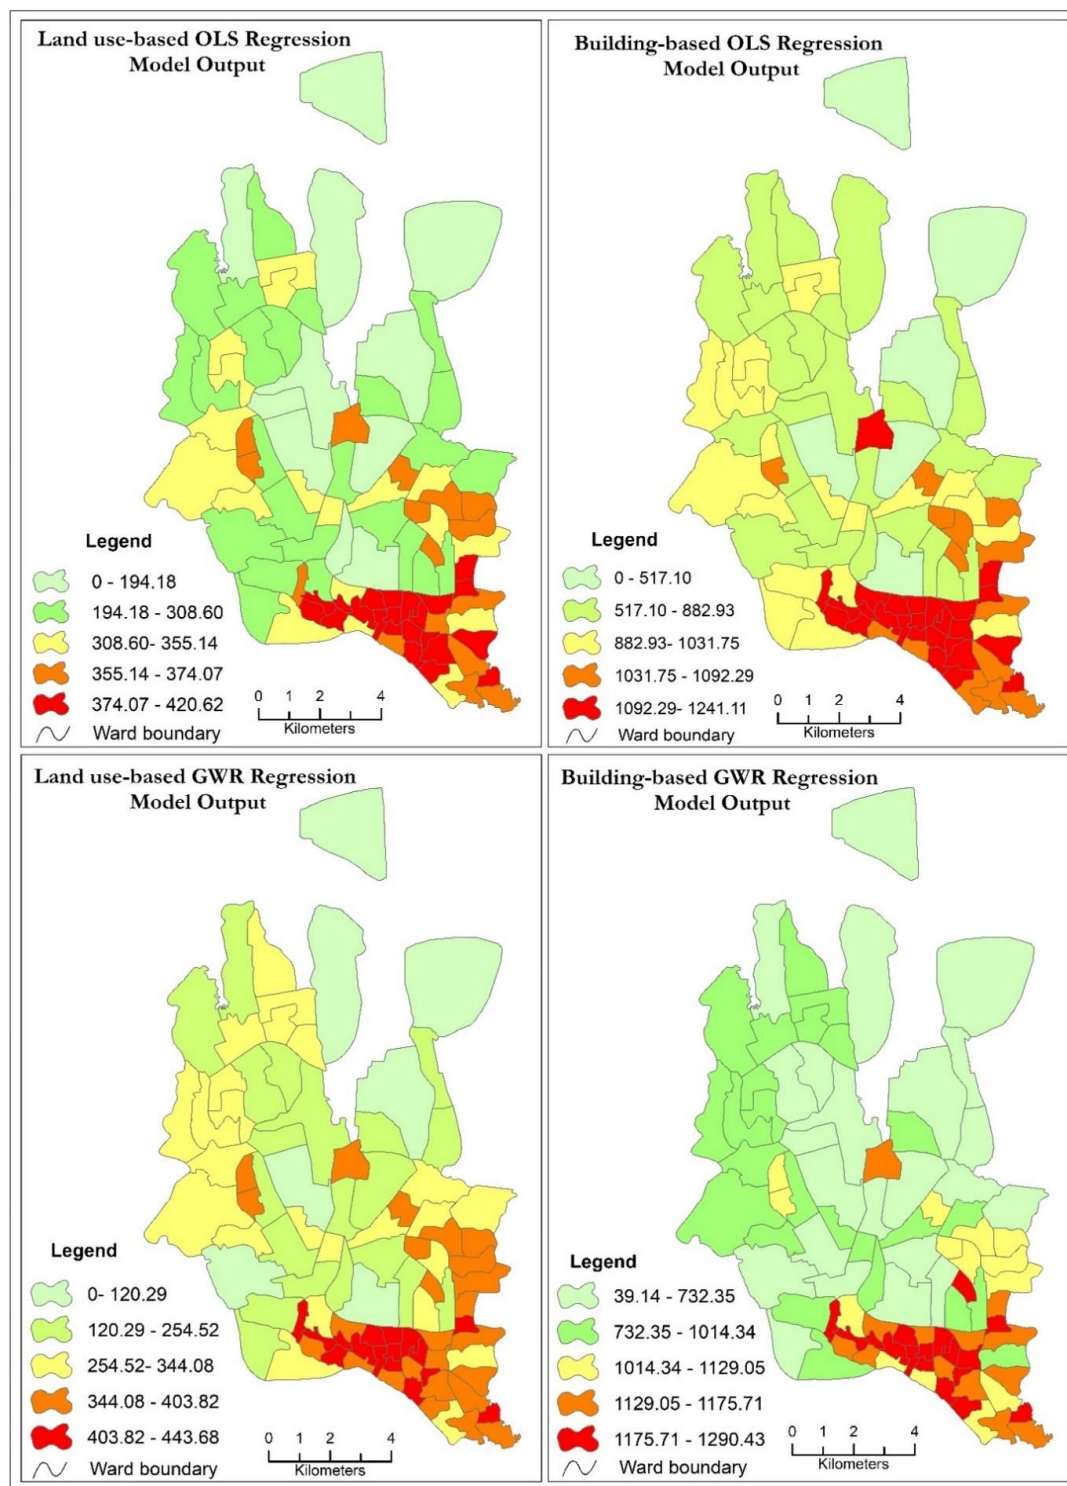 Land use-based OLS Regression
Model Output
Legend
0 - 194.18
194.18 - 308.60
308.60- 355.14
355.14 - 374.07
374.07 - 420.62
Ward boundary
0 1 2 4
Kilometers
Building-based OLS Regression
Model Output
Legend
0 - 517.10
517.10 - 882.93
882.93- 1031.75
1031.75 - 1092.29
1092.29- 1241.11
Ward boundary
0 1 2 4
Kilometers
Land use-based GWR Regression
Model Output
Legend
0- 120.29
120.29 - 254.52
254.52- 344.08
344.08 - 403.82
403.82 - 443.68
Ward boundary
0 1 2 4
Kilometers
Building-based GWR Regression
Model Output
Legend
39.14 - 732.35
732.35 - 1014.34
1014.34 - 1129.05
1129.05 - 1175.71
1175.71 - 1290.43
Ward boundary
0 1 2 4
Kilometers